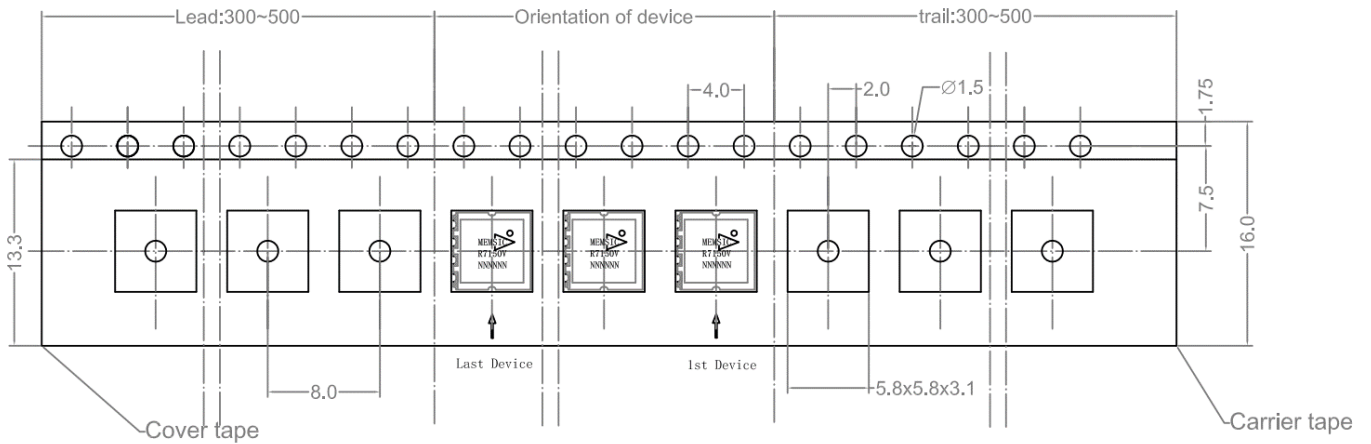 Lead:300~500
Orientation of device
trail:300~500
4.0
2.0
Ø1.5
1.75
7.5
16.0
13.3
MEMSIC
R7150V
NNNNNN
MEMSIC
R7150V
NNNNNN
MEMSIC
R7150V
NNNNNN
Last Device
1st Device
8.0
5.8x5.8x3.1
Cover tape
Carrier tape